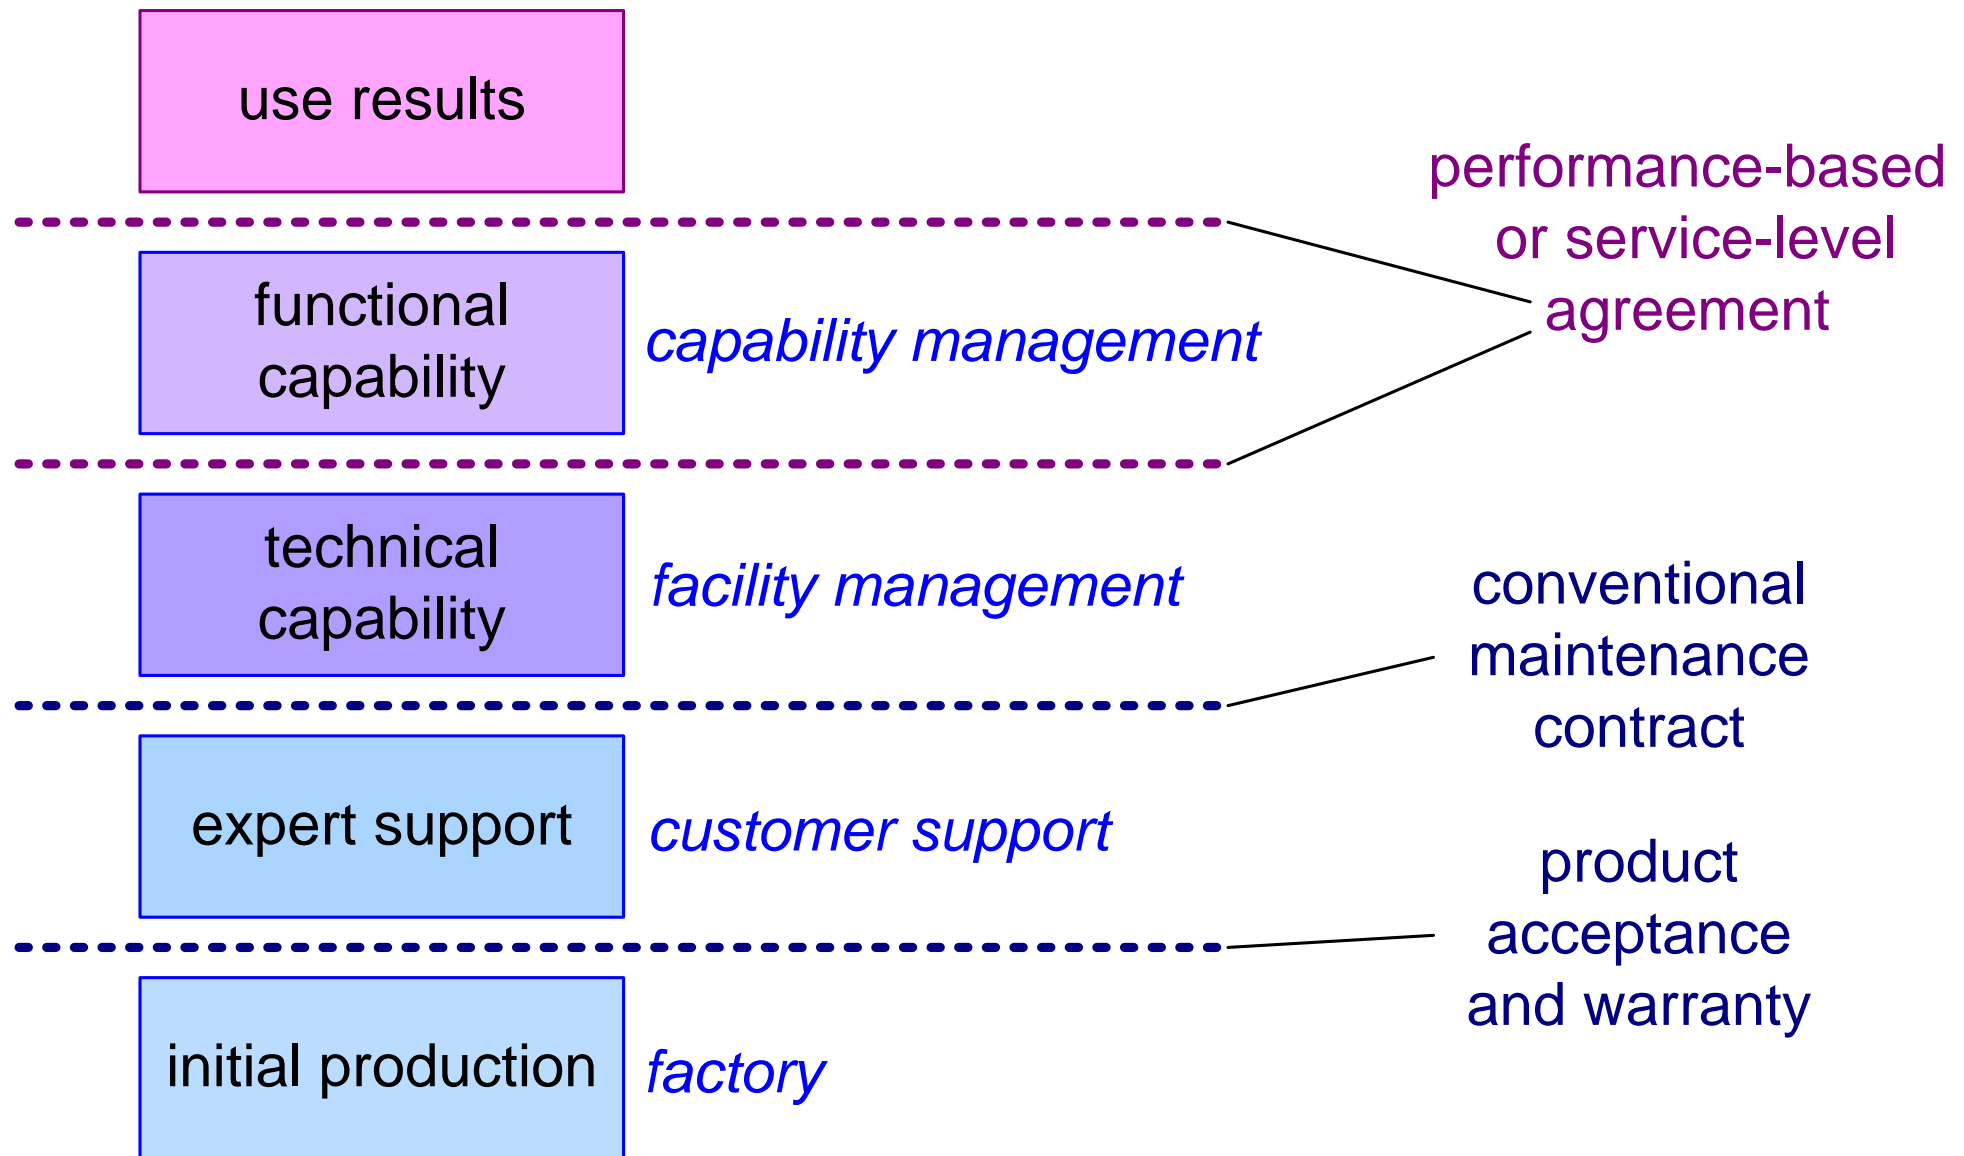 use results
performance-based
or service-level
agreement
functional
capability
capability management
technical
capability
facility management
conventional
maintenance
contract
expert support
customer support
product
acceptance
and warranty
initial production
factory